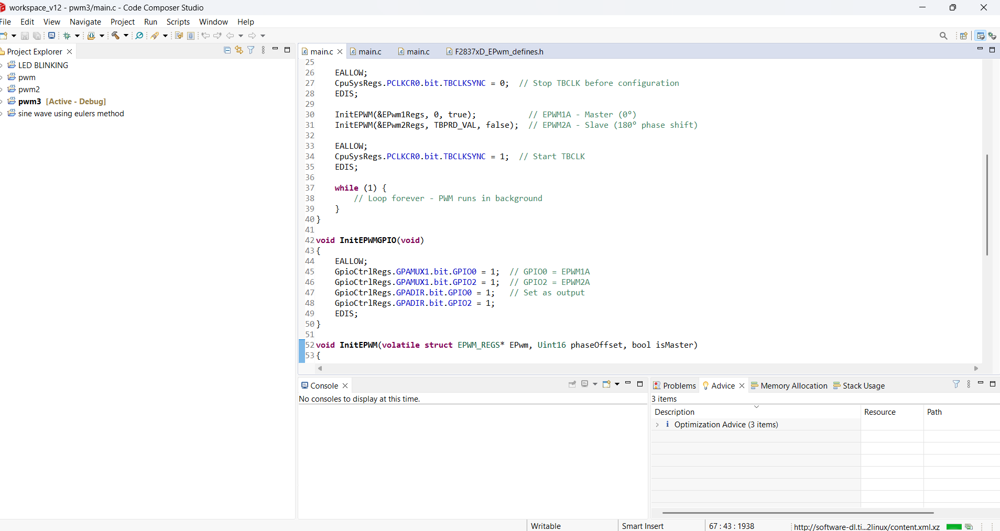 workspace_v12 - pwm3/main.c - Code Composer Studio
File Edit View Navigate Project Run Scripts Window Help
Project Explorer
LED BLINKING
pwm
pwm2
pwm3 [Active - Debug]
sine wave using eulers method
main.c main.c main.c F2837xD_EPwm_defines.h
25
26 EALLOW;
27 CpuSysRegs.PCLKCR0.bit.TBCLKSYNC = 0; // Stop TBCLK before configuration
28 EDIS;
29
30 InitEPWM(&EPwm1Regs, 0, true); // EPWM1A - Master (0°)
31 InitEPWM(&EPwm2Regs, TBPRD_VAL, false); // EPWM2A - Slave (180° phase shift)
32
33 EALLOW;
34 CpuSysRegs.PCLKCR0.bit.TBCLKSYNC = 1; // Start TBCLK
35 EDIS;
36
37 while (1) {
38 // Loop forever - PWM runs in background
39 }
40 }
41
42 void InitEPWMGPIO(void)
43 {
44 EALLOW;
45 GpioCtrlRegs.GPAMUX1.bit.GPIO0 = 1; // GPIO0 = EPWM1A
46 GpioCtrlRegs.GPAMUX1.bit.GPIO2 = 1; // GPIO2 = EPWM2A
47 GpioCtrlRegs.GPADIR.bit.GPIO0 = 1; // Set as output
48 GpioCtrlRegs.GPADIR.bit.GPIO2 = 1;
49 EDIS;
50 }
51
52 void InitEPWM(volatile struct EPWM_REGS* EPwm, Uint16 phaseOffset, bool isMaster)
53 {
Console
No consoles to display at this time.
Problems Advice Memory Allocation Stack Usage
3 items
Description Resource Path
i Optimization Advice (3 items)
Writable Smart Insert 67 : 43 : 1938 http://software-dl.ti...2linux/content.xml.xz